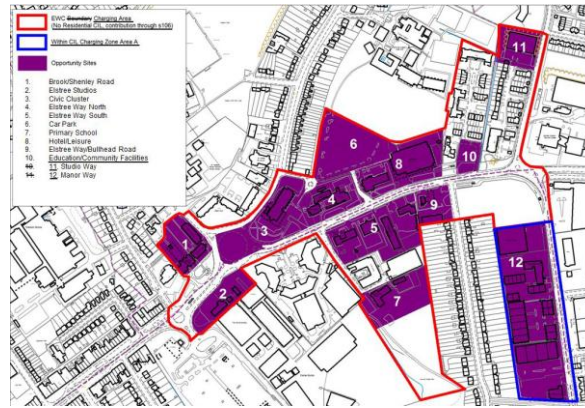 EWC Boundary Charging Area
(No Residential CIL, contribution through s106)
Within CIL Charging Zone Area A
Opportunity Sites
1. Brook/Shenley Road
2. Elstree Studios
3. Civic Cluster
4. Elstree Way North
5. Elstree Way South
6. Car Park
7. Primary School
8. Hotel/Leisure
9. Elstree Way/Bullhead Road
10. Education/Community Facilities
10. 11 Studio Way
11. 12 Manor Way
11
6
8
10
4
9
3
5
1
12
2
7